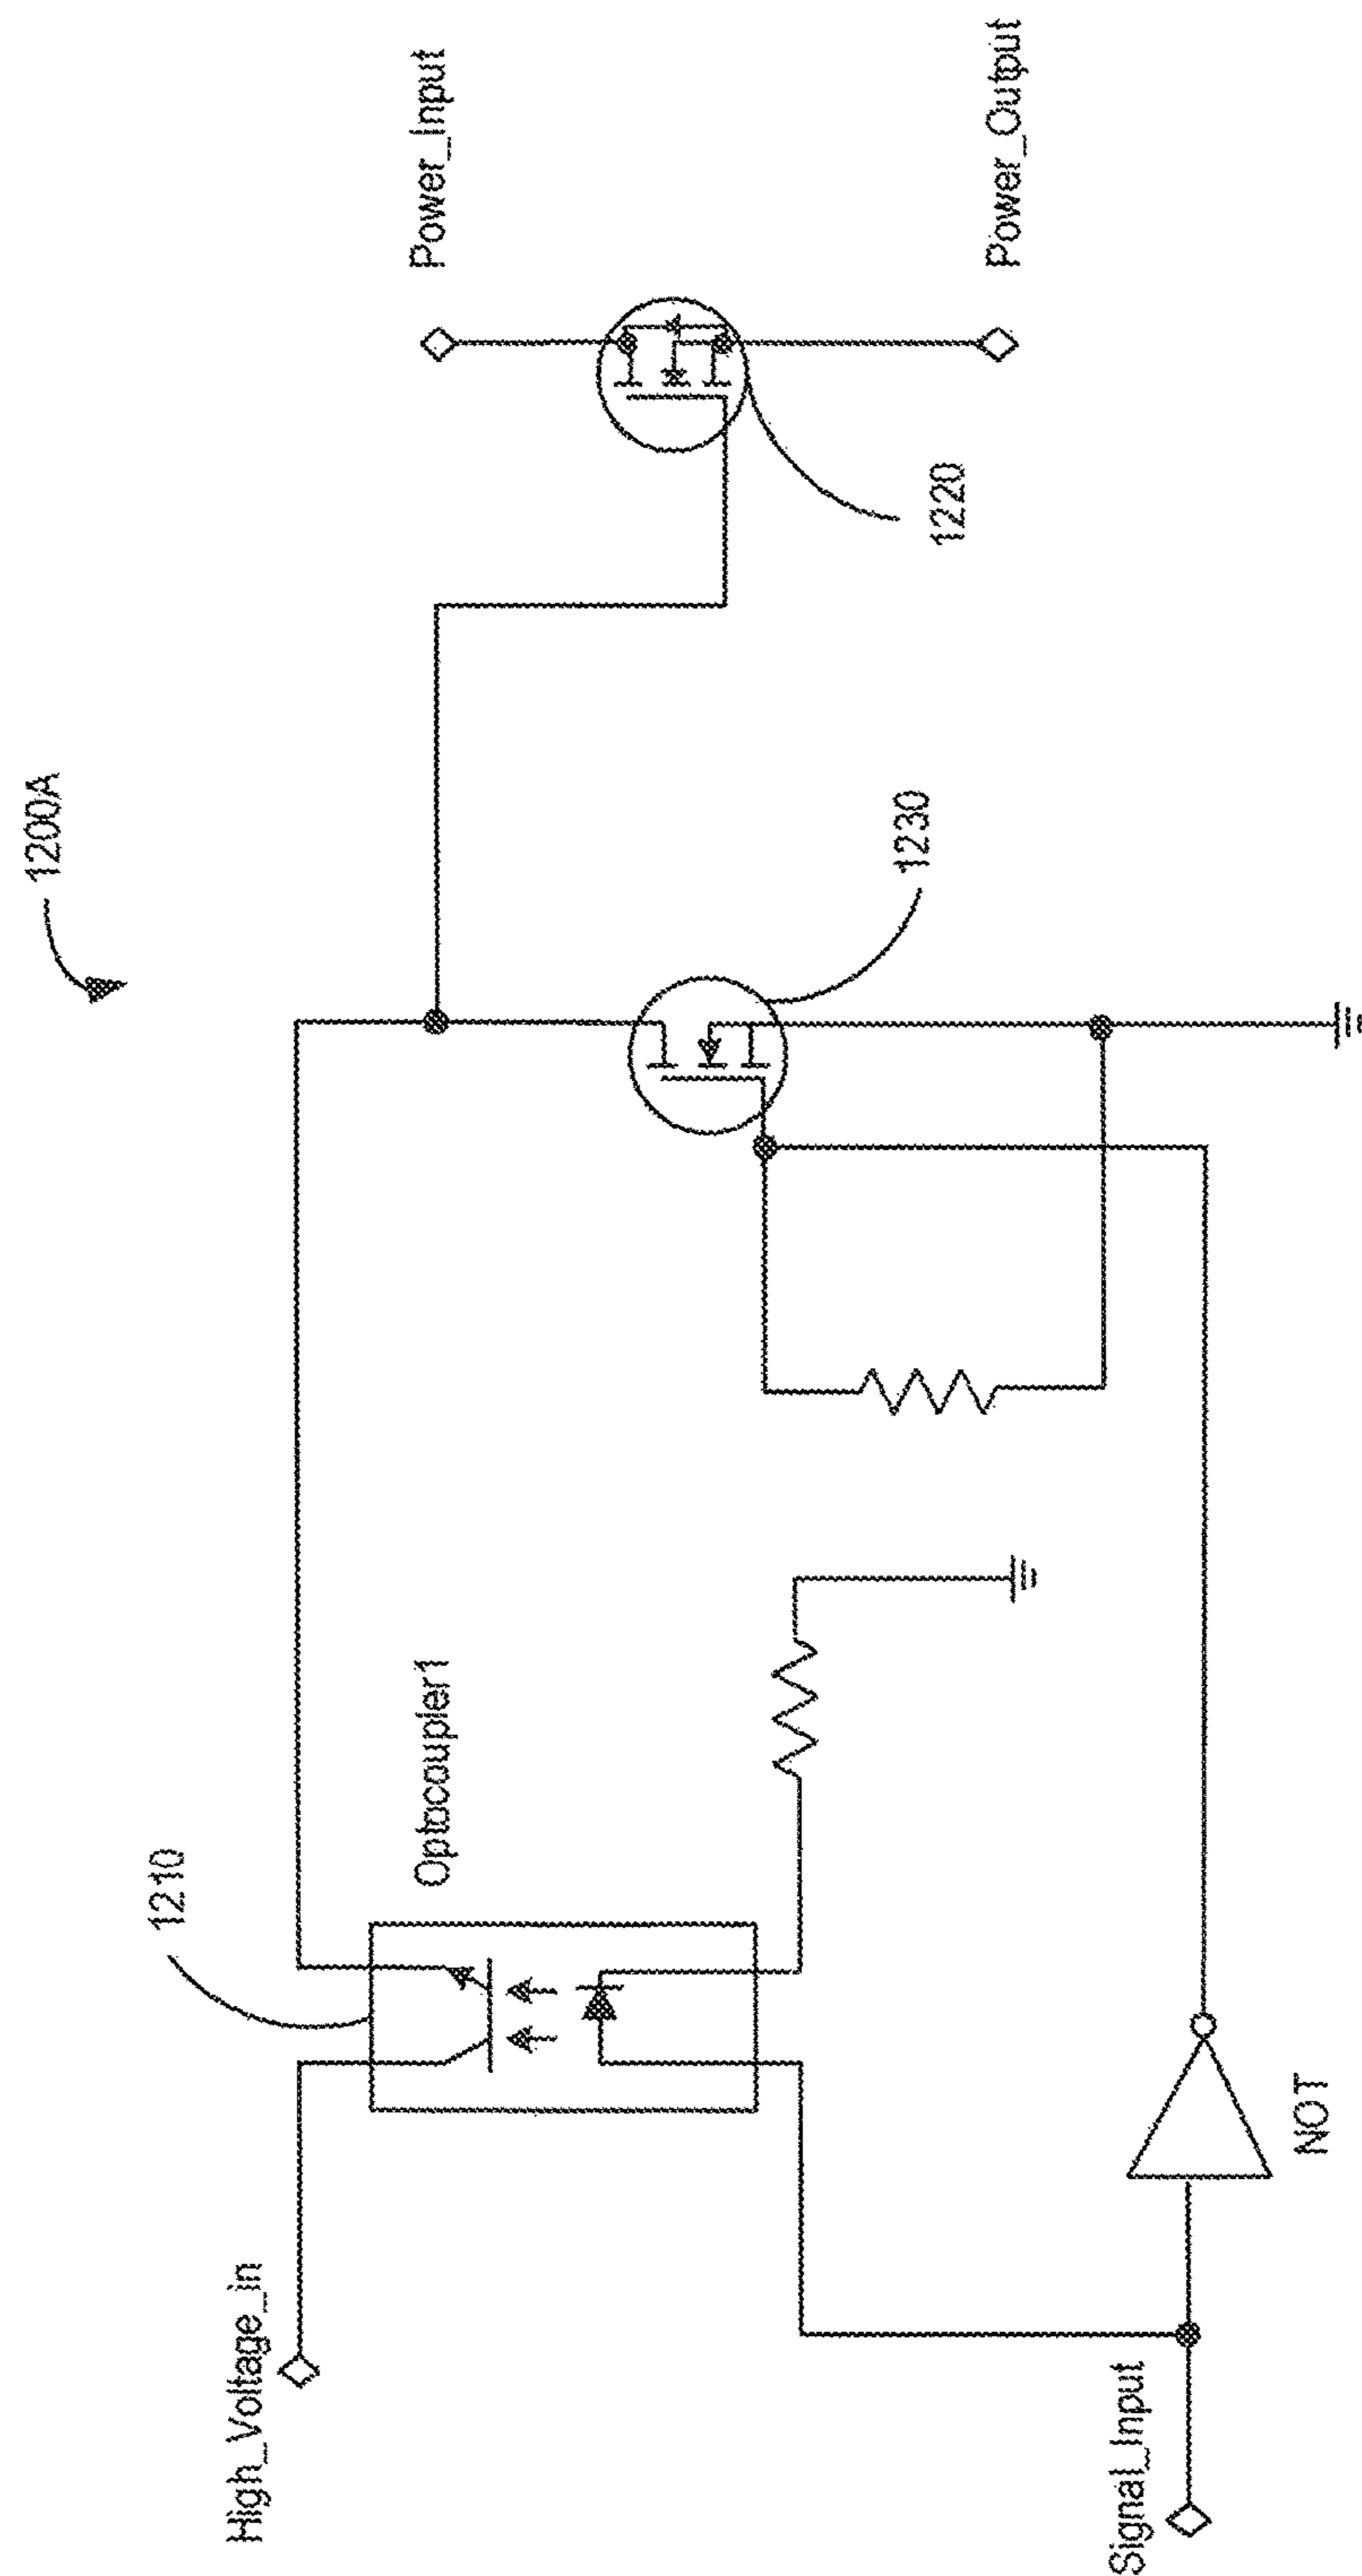 1200A
High_Voltage_in
1210
Optocoupler1
Power_Input
1220
1230
Power_Output
Signal_Input
NOT